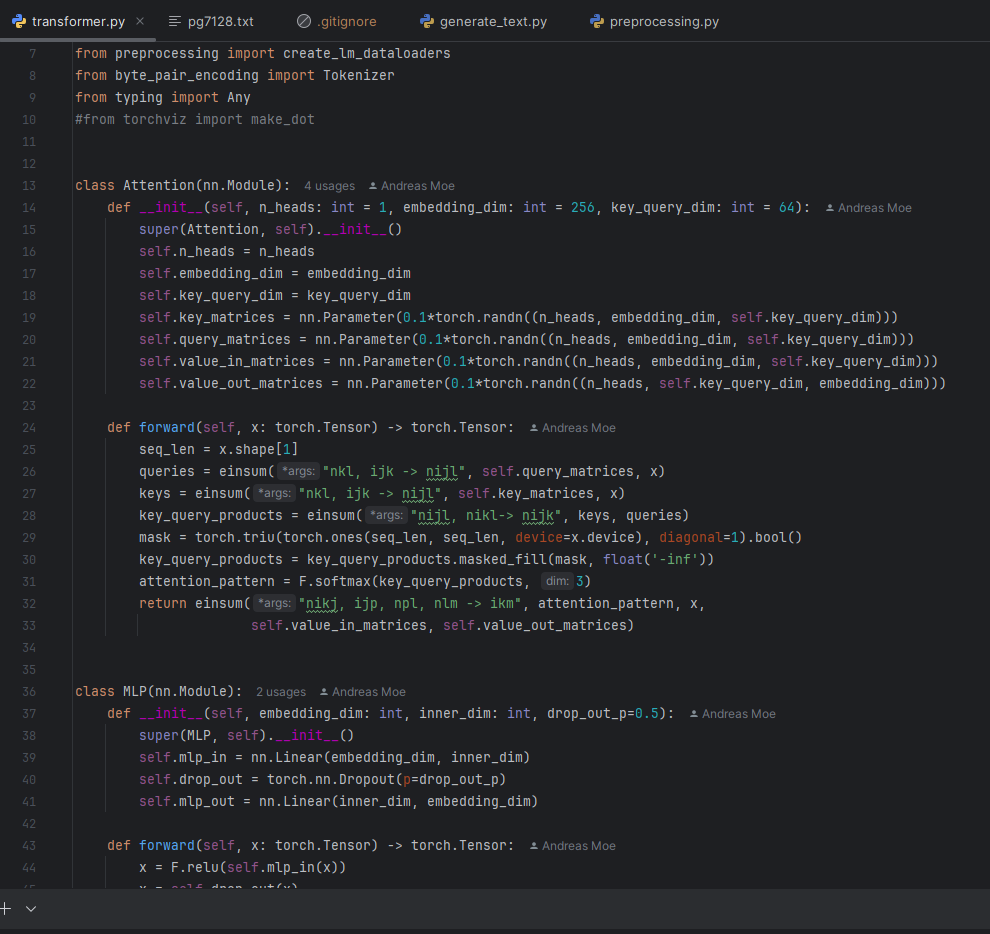 transformer.py × pg7128.txt .gitignore generate_text.py preprocessing.py
7 from preprocessing import create_lm_dataloaders
8 from byte_pair_encoding import Tokenizer
9 from typing import Any
10 #from torchviz import make_dot
11
12
13 class Attention(nn.Module): 4 usages Andreas Moe
14 def __init__(self, n_heads: int = 1, embedding_dim: int = 256, key_query_dim: int = 64): Andreas Moe
15 super(Attention, self).__init__()
16 self.n_heads = n_heads
17 self.embedding_dim = embedding_dim
18 self.key_query_dim = key_query_dim
19 self.key_matrices = nn.Parameter(0.1*torch.randn((n_heads, embedding_dim, self.key_query_dim)))
20 self.query_matrices = nn.Parameter(0.1*torch.randn((n_heads, embedding_dim, self.key_query_dim)))
21 self.value_in_matrices = nn.Parameter(0.1*torch.randn((n_heads, embedding_dim, self.key_query_dim)))
22 self.value_out_matrices = nn.Parameter(0.1*torch.randn((n_heads, self.key_query_dim, embedding_dim)))
23
24 def forward(self, x: torch.Tensor) -> torch.Tensor: Andreas Moe
25 seq_len = x.shape[1]
26 queries = einsum( *args: "nkl, ijk -> nijl", self.query_matrices, x)
27 keys = einsum( *args: "nkl, ijk -> nijl", self.key_matrices, x)
28 key_query_products = einsum( *args: "nijl, nikl-> nijk", keys, queries)
29 mask = torch.triu(torch.ones(seq_len, seq_len, device=x.device), diagonal=1).bool()
30 key_query_products = key_query_products.masked_fill(mask, float('-inf'))
31 attention_pattern = F.softmax(key_query_products, dim: 3)
32 return einsum( *args: "nikj, ijp, npl, nlm -> ikm", attention_pattern, x,
33 self.value_in_matrices, self.value_out_matrices)
34
35
36 class MLP(nn.Module): 2 usages Andreas Moe
37 def __init__(self, embedding_dim: int, inner_dim: int, drop_out_p=0.5): Andreas Moe
38 super(MLP, self).__init__()
39 self.mlp_in = nn.Linear(embedding_dim, inner_dim)
40 self.drop_out = torch.nn.Dropout(p=drop_out_p)
41 self.mlp_out = nn.Linear(inner_dim, embedding_dim)
42
43 def forward(self, x: torch.Tensor) -> torch.Tensor: Andreas Moe
44 x = F.relu(self.mlp_in(x))
45 x = self.drop_out(x)